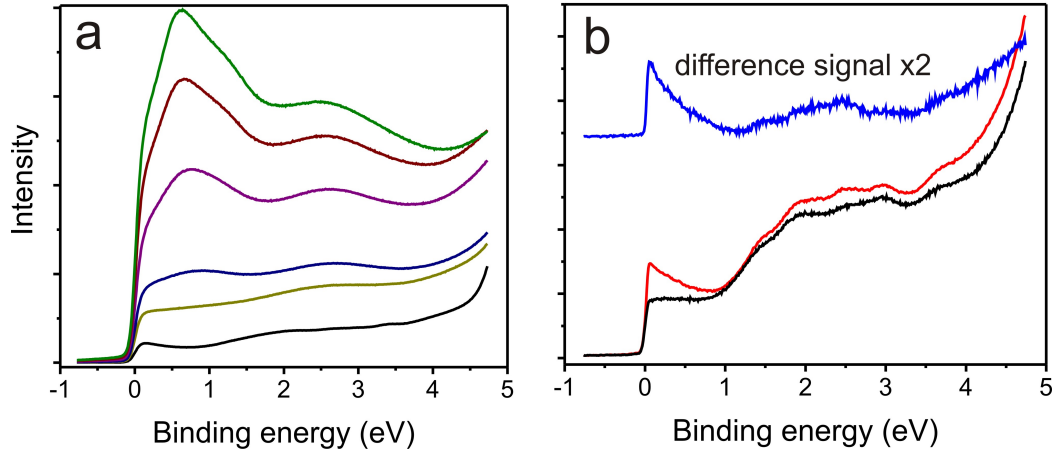 a
Intensity
-1 0 1 2 3 4 5
Binding energy (eV)
b
difference signal x2
-1 0 1 2 3 4 5
Binding energy (eV)